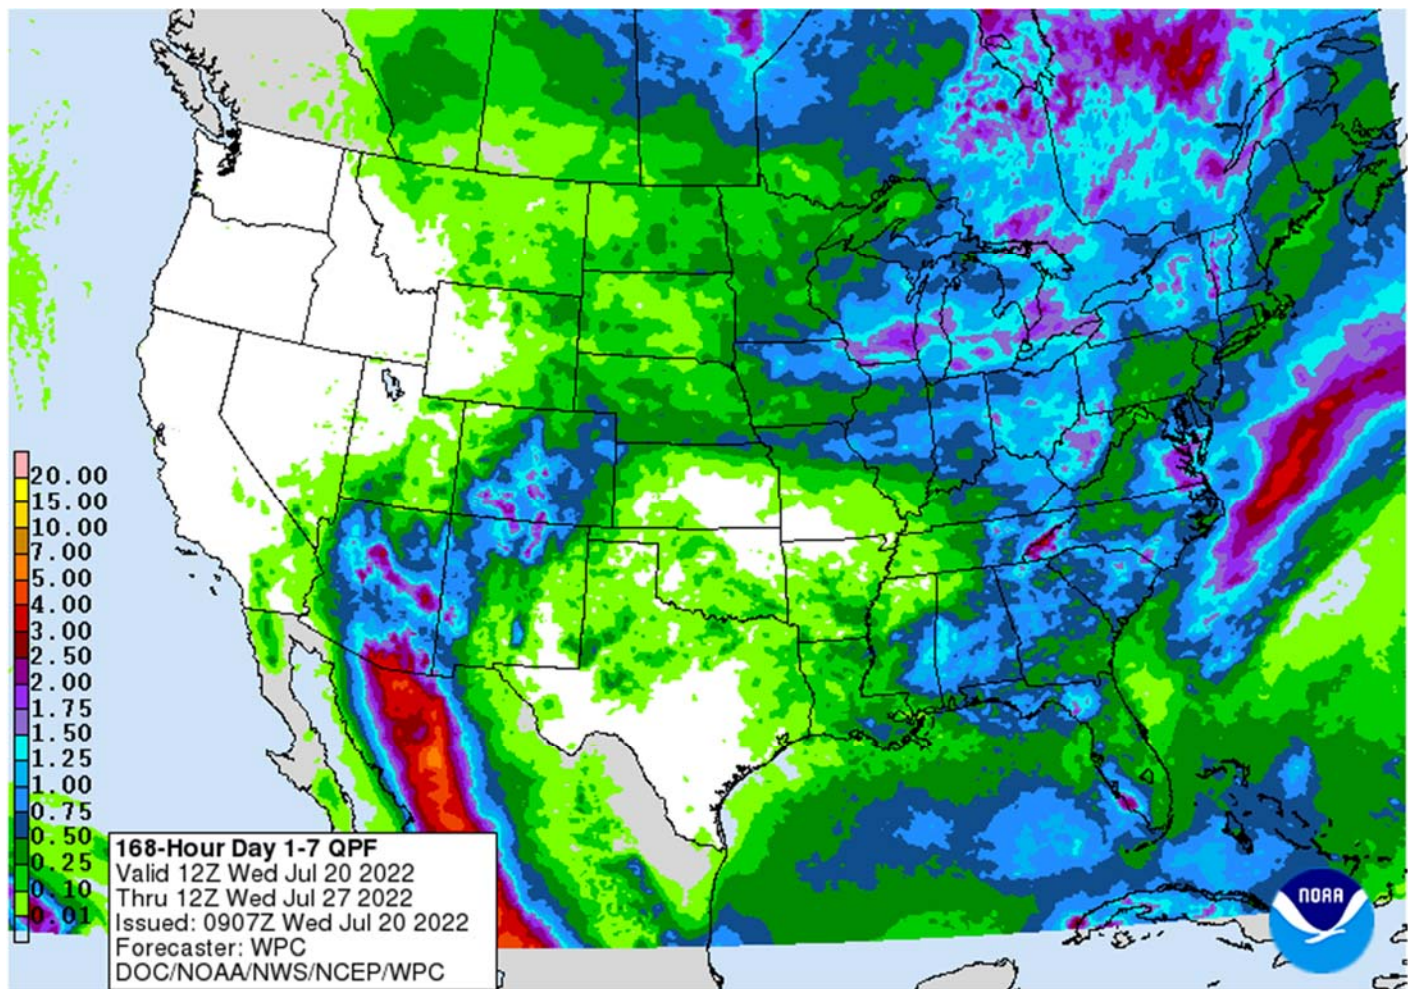 20.00
15.00
10.00
7.00
5.00
4.00
3.00
2.50
2.00
1.75
1.50
1.25
1.00
0.75
0.50
0.25
0.10
0.01
168-Hour Day 1-7 QPF
Valid 12Z Wed Jul 20 2022
Thru 12Z Wed Jul 27 2022
Issued: 0907Z Wed Jul 20 2022
Forecaster: WPC
DOC/NOAA/NWS/NCEP/WPC
NOAA